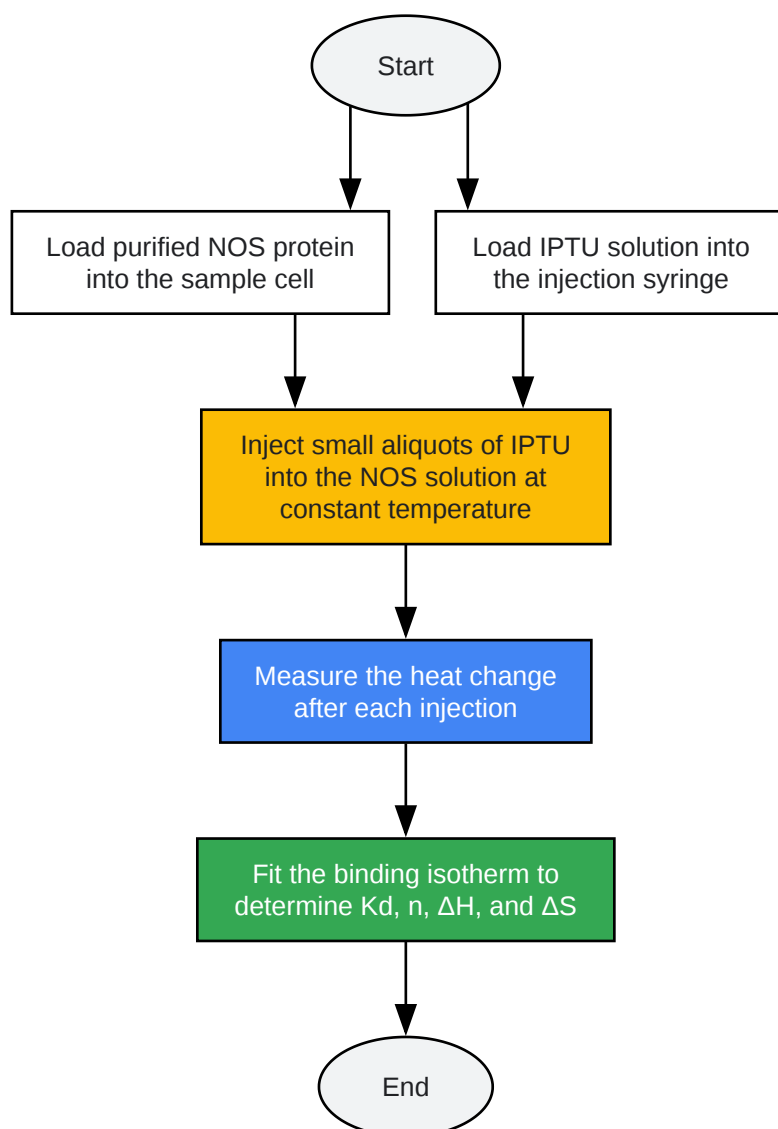 Start
Load purified NOS protein
into the sample cell
Load IPTU solution into
the injection syringe
Inject small aliquots of IPTU
into the NOS solution at
constant temperature
Measure the heat change
after each injection
Fit the binding isotherm to
determine Kd, n, ΔH, and ΔS
End